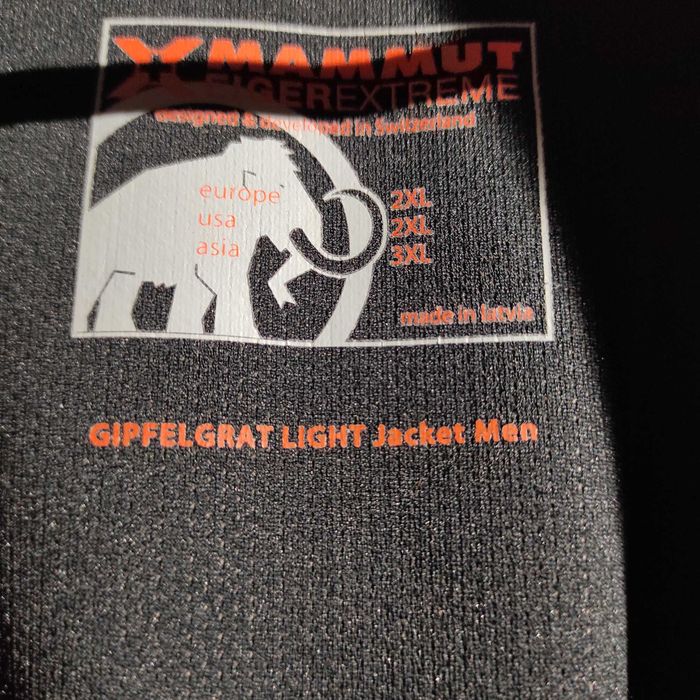 MAMMUT
EIGEREXTREME
designed & developed in Switzerland
europe 2XL
usa 2XL
asia 3XL
made in latvia
GIPFELGRAT LIGHT Jacket Men